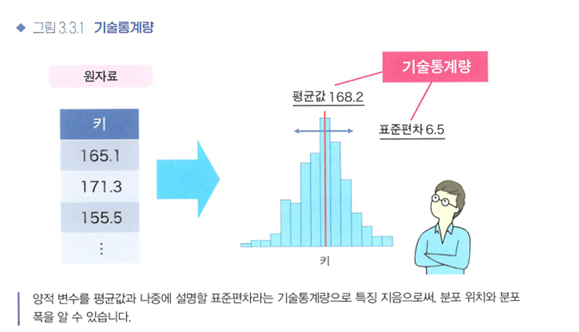 ◆ 그림 3.3.1 기술통계량
원자료
키
165.1
171.3
155.5
⋮
기술통계량
평균값 168.2
표준편차 6.5
키
양적 변수를 평균값과 나중에 설명할 표준편차라는 기술통계량으로 특징 지음으로써, 분포 위치와 분포
폭을 알 수 있습니다.